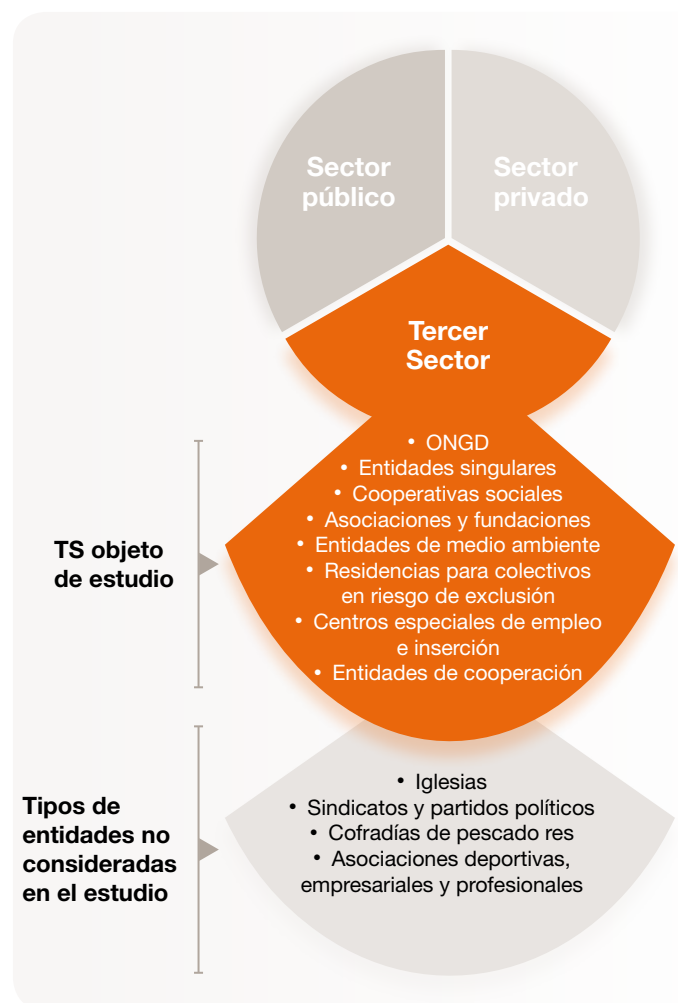 Sector
público
Sector
privado
Tercer
Sector
TS objeto
de estudio
• ONGD
• Entidades singulares
• Cooperativas sociales
• Asociaciones y fundaciones
• Entidades de medio ambiente
• Residencias para colectivos
en riesgo de exclusión
• Centros especiales de empleo
e inserción
• Entidades de cooperación
Tipos de
entidades no
consideradas
en el estudio
• Iglesias
• Sindicatos y partidos políticos
• Cofradías de pescado res
• Asociaciones deportivas,
empresariales y profesionales